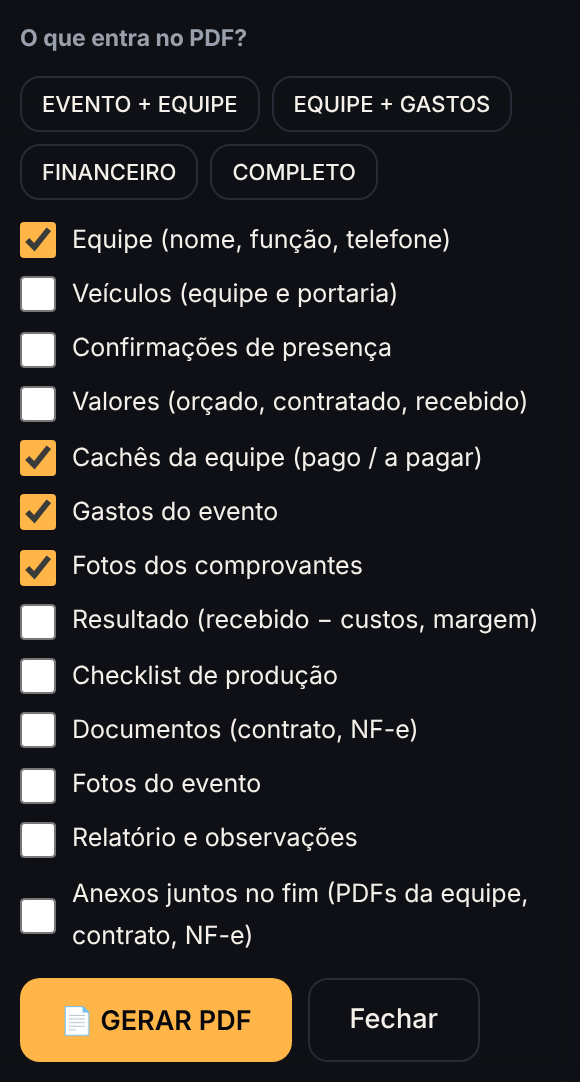 O que entra no PDF?
EVENTO + EQUIPE
EQUIPE + GASTOS
FINANCEIRO
COMPLETO
Equipe (nome, função, telefone)
Veículos (equipe e portaria)
Confirmações de presença
Valores (orçado, contratado, recebido)
Cachês da equipe (pago / a pagar)
Gastos do evento
Fotos dos comprovantes
Resultado (recebido − custos, margem)
Checklist de produção
Documentos (contrato, NF-e)
Fotos do evento
Relatório e observações
Anexos juntos no fim (PDFs da equipe,
contrato, NF-e)
📄 GERAR PDF
Fechar